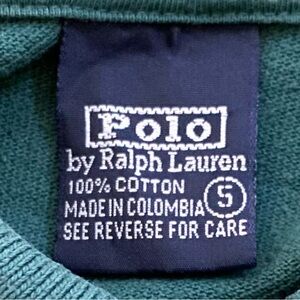 Polo
by Ralph Lauren
100% COTTON
MADE IN COLOMBIA 5
SEE REVERSE FOR CARE